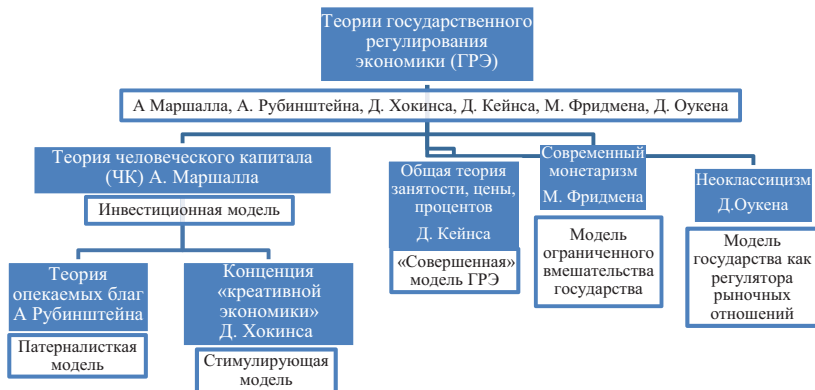 Теории государственного
регулирования
экономики (ГРЭ)
А Маршалла, А. Рубинштейна, Д. Хокинса, Д. Кейнса, М. Фридмена, Д. Оукена
Теория человеческого капитала
(ЧК) А. Маршалла
Инвестиционная модель
Теория
опекаемых благ
А Рубинштейна
Патерналисткая
модель
Концепция
«креативной
экономики»
Д. Хокинса
Стимулирующая
модель
Общая теория
занятости, цены,
процентов
Д. Кейнса
«Совершенная»
модель ГРЭ
Современный
монетаризм
М. Фридмена
Модель
ограниченного
вмешательства
государства
Неоклассицизм
Д.Оукена
Модель
государства как
регулятора
рыночных
отношений